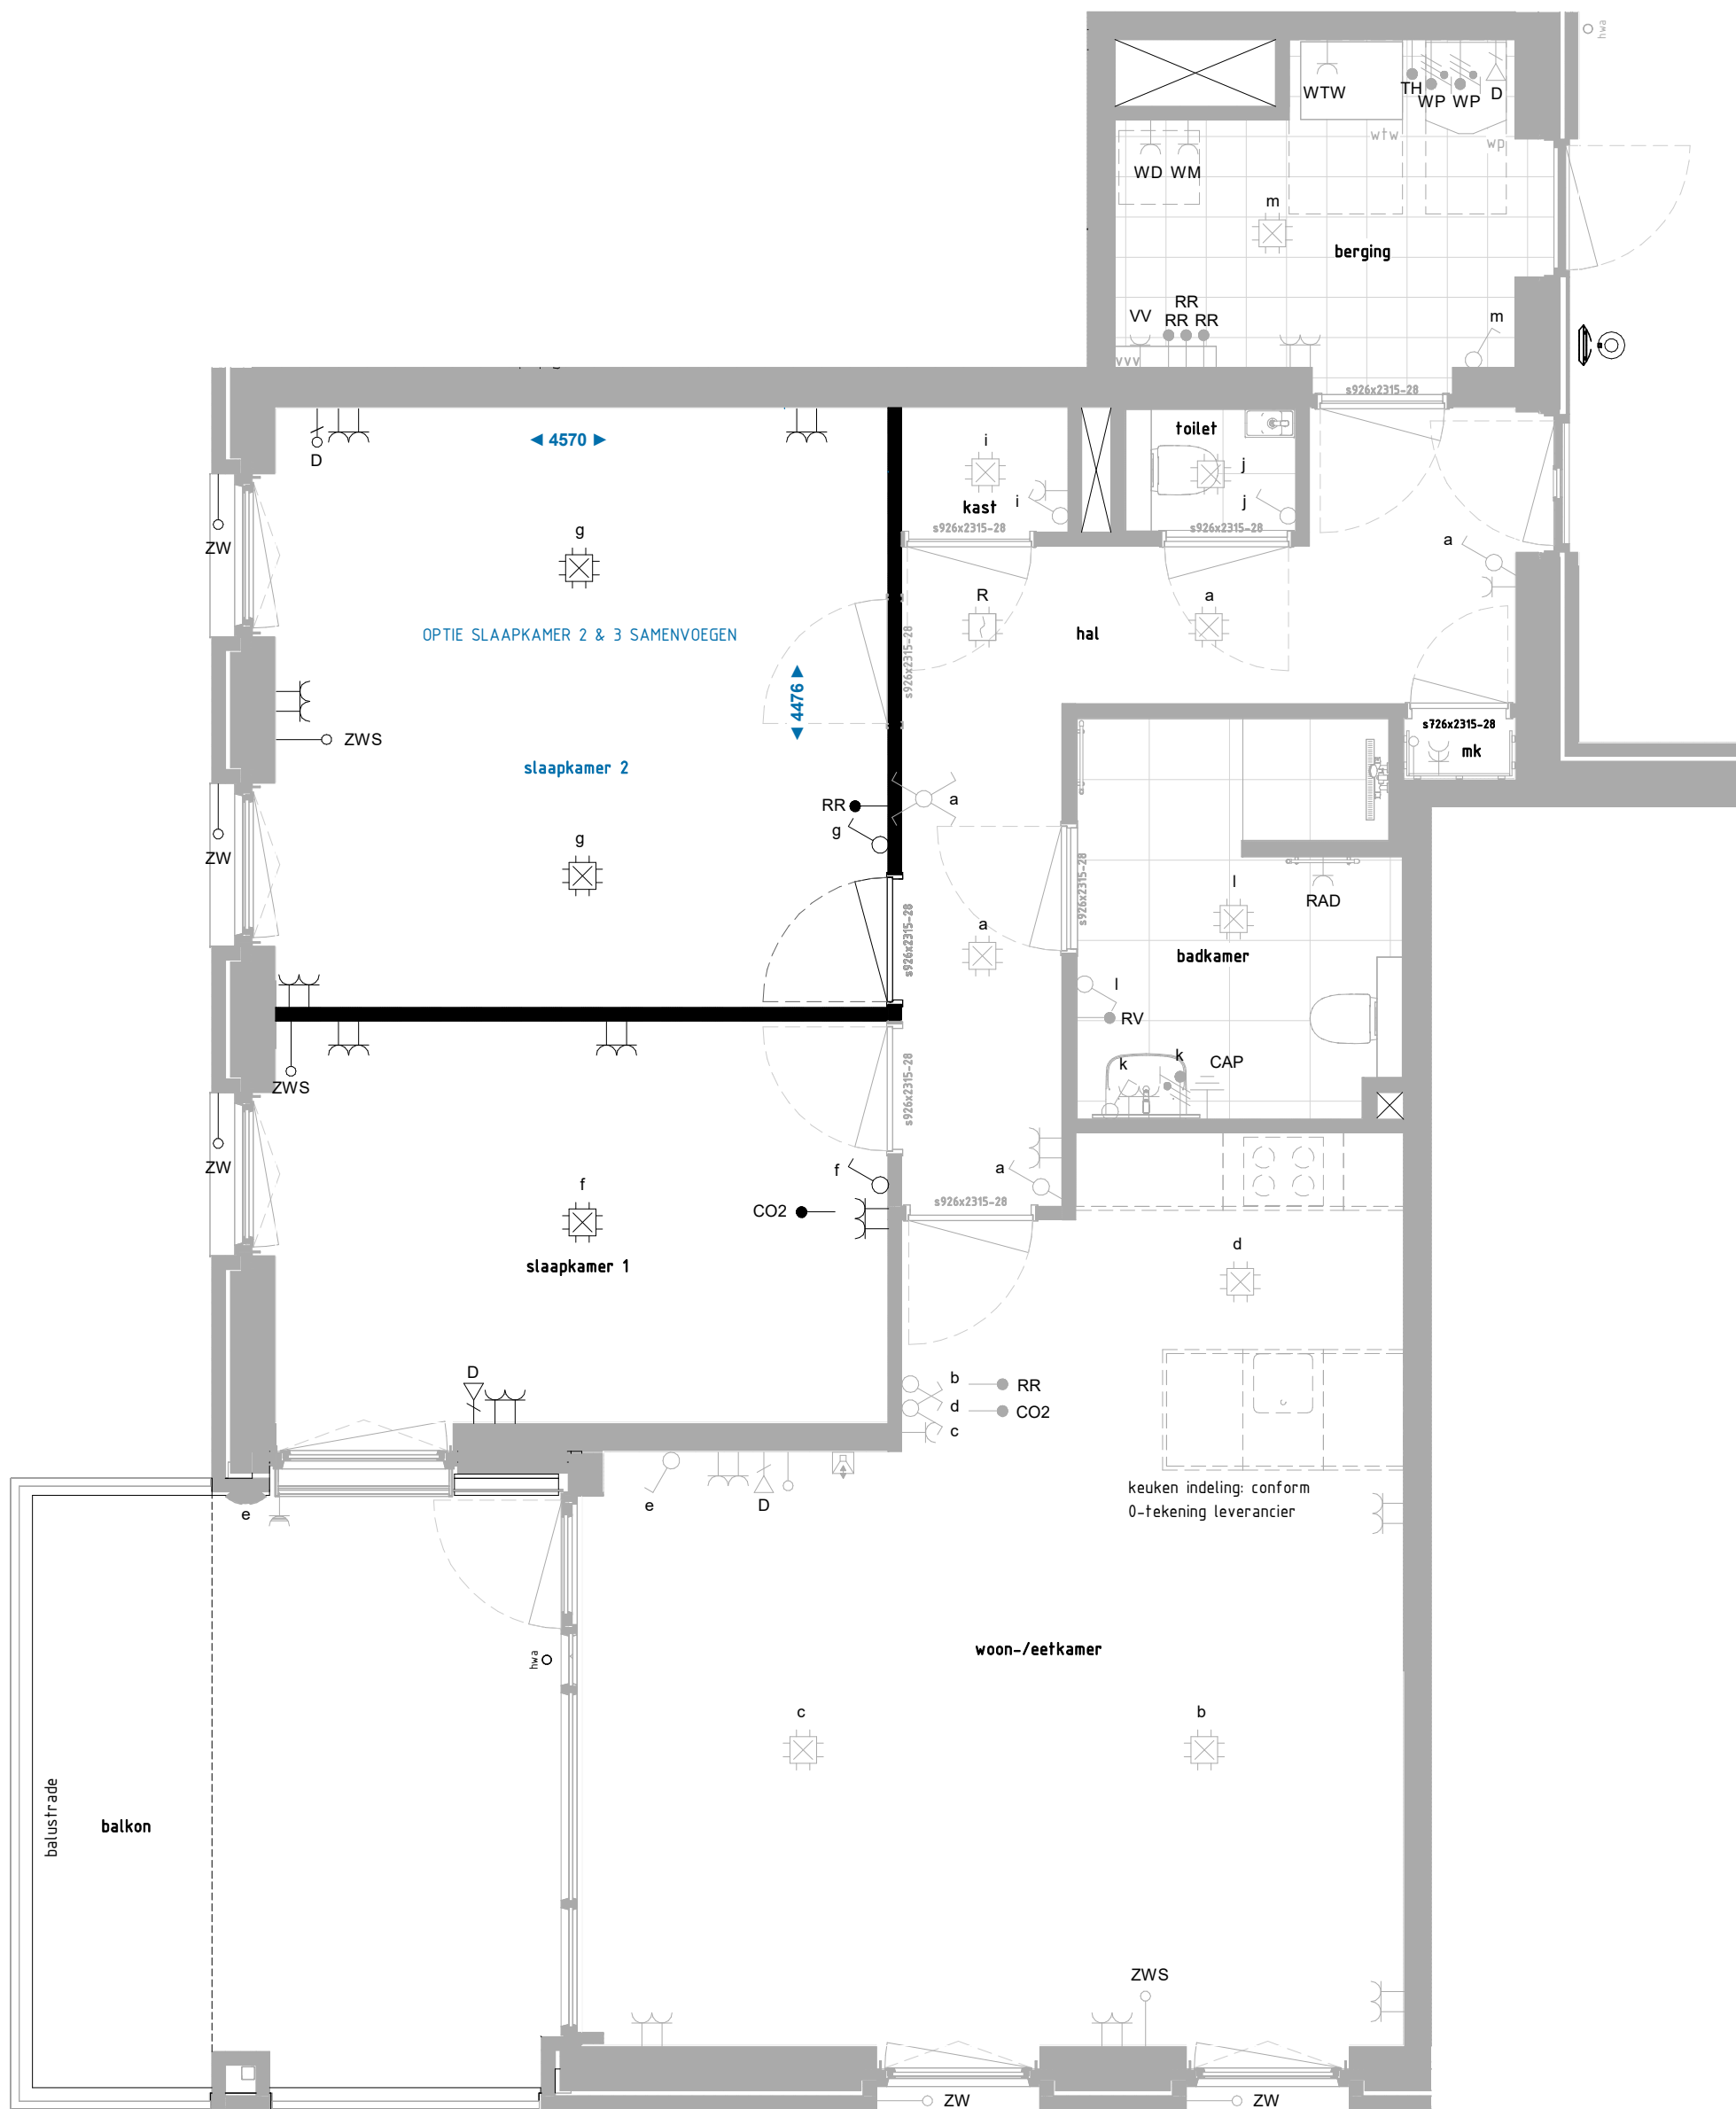 hwa
WTW
TH
WP
WP
D
wtw
wp
WD
WM
m
berging
RR
VV
RR
RR
m
vvv
s926x2315-28
toilet
◄ 4570 ►
D
i
j
kast
i
j
s926x2315-28
s926x2315-28
g
ZW
a
R
a
hal
OPTIE SLAAPKAMER 2 & 3 SAMENVOEGEN
s926x2315-28
◄ 4476 ►
s726x2315-28
mk
ZWS
slaapkamer 2
RR
a
g
g
ZW
s926x2315-28
l
RAD
a
s926x2315-28
badkamer
l
RV
k
k
CAP
ZWS
s926x2315-28
ZW
f
f
a
CO2
s926x2315-28
slaapkamer 1
d
D
b
RR
d
CO2
c
keuken indeling: conform
0-tekening leverancier
e
e
D
hwa
woon-/eetkamer
c
b
balustrade
balkon
ZWS
ZW
ZW